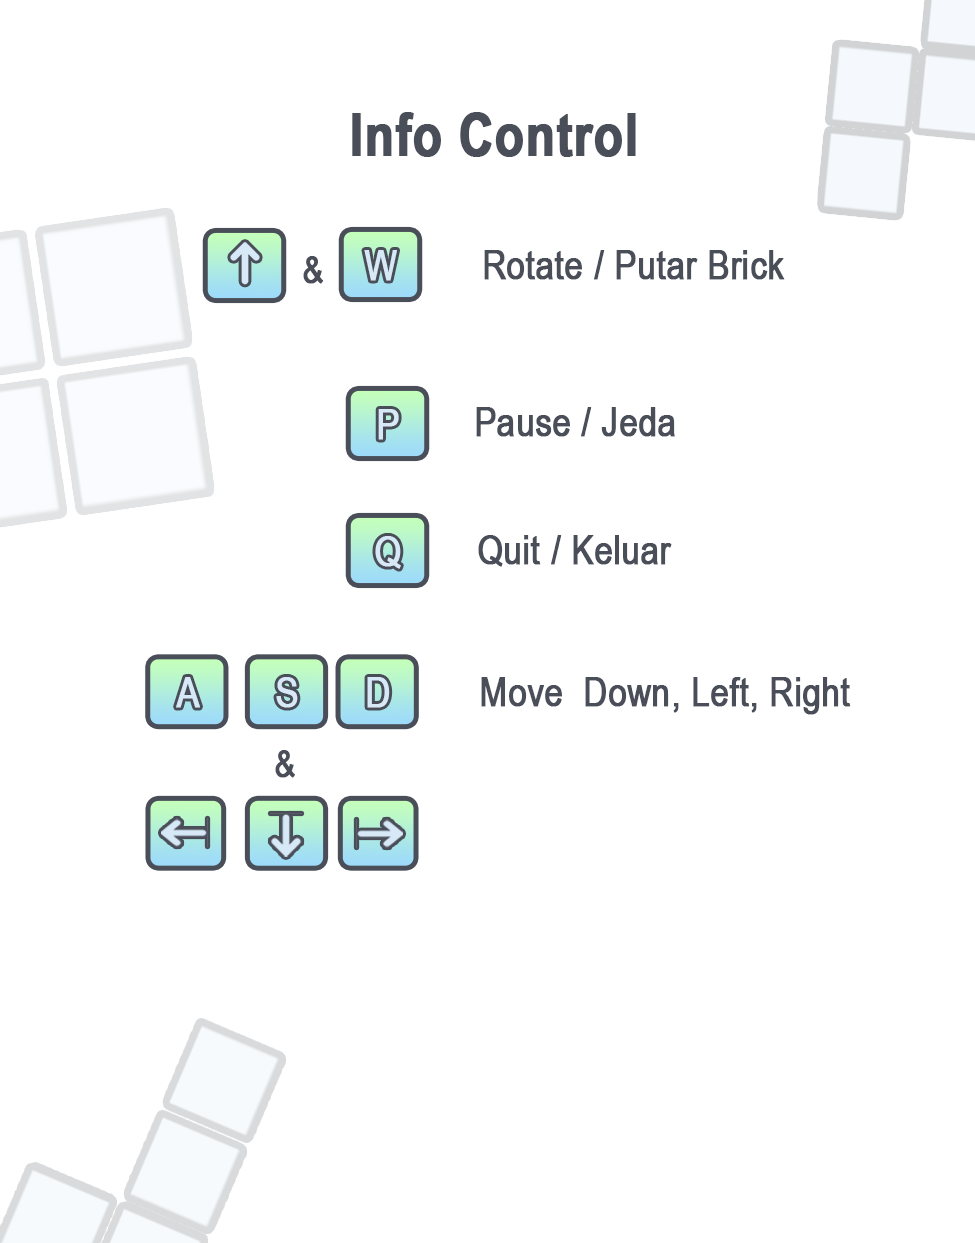 Info Control
& W Rotate / Putar Brick
P Pause / Jeda
Q Quit / Keluar
A S D Move  Down, Left, Right
&